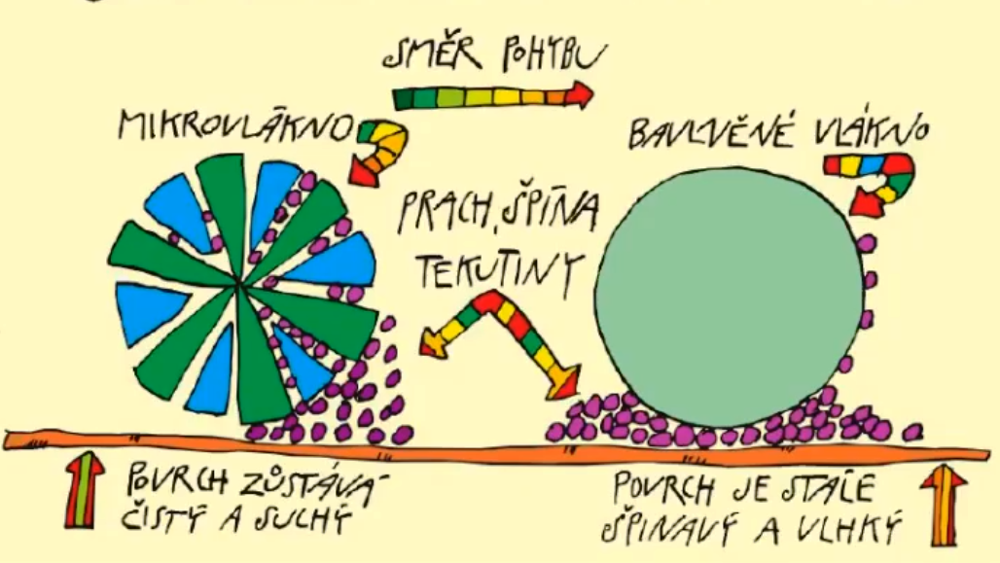 SMĚR POHYBU
MIKROVLÁKNO
BAVLNĚNÉ VLÁKNO
PRACH, ŠPÍNA
TEKUTINY
POVRCH ZŮSTÁVÁ
ČISTÝ A SUCHÝ
POVRCH JE STÁLE
ŠPINAVÝ A VLHKÝ